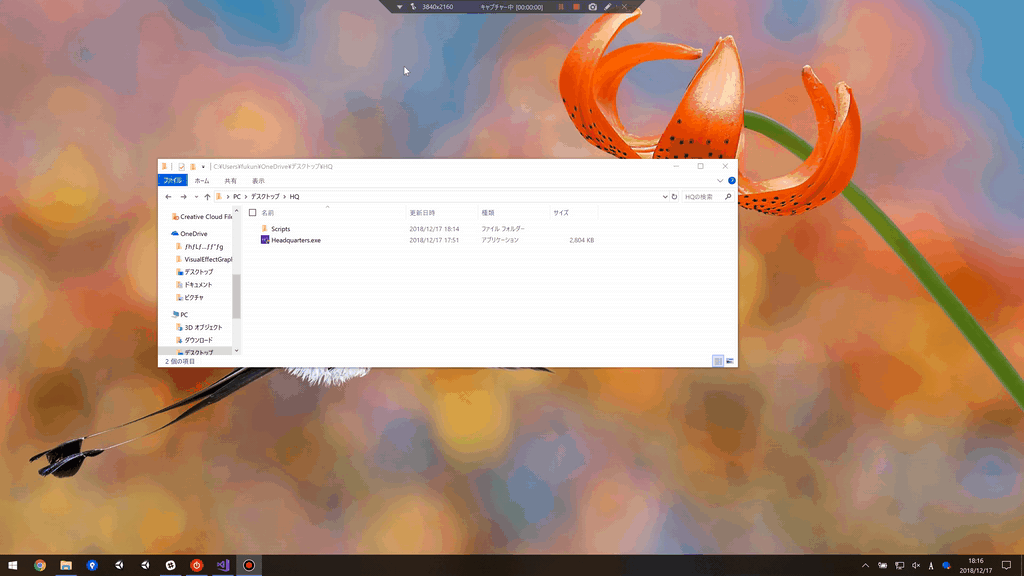 3840x2160 キャプチャー中 [00:00:00]
C:¥Users¥fukun¥OneDrive¥デスクトップ¥HQ
ファイル ホーム 共有 表示
PC > デスクトップ > HQ HQの検索
名前 更新日時 種類 サイズ
Scripts 2018/12/17 18:14 ファイル フォルダー
Headquarters.exe 2018/12/17 17:51 アプリケーション 2,604 KB
Creative Cloud File
OneDrive
VisualEffectGrapl
デスクトップ
ドキュメント
ピクチャ
PC
3D オブジェクト
ダウンロード
デスクトップ
2 個の項目
A 18:16
2018/12/17